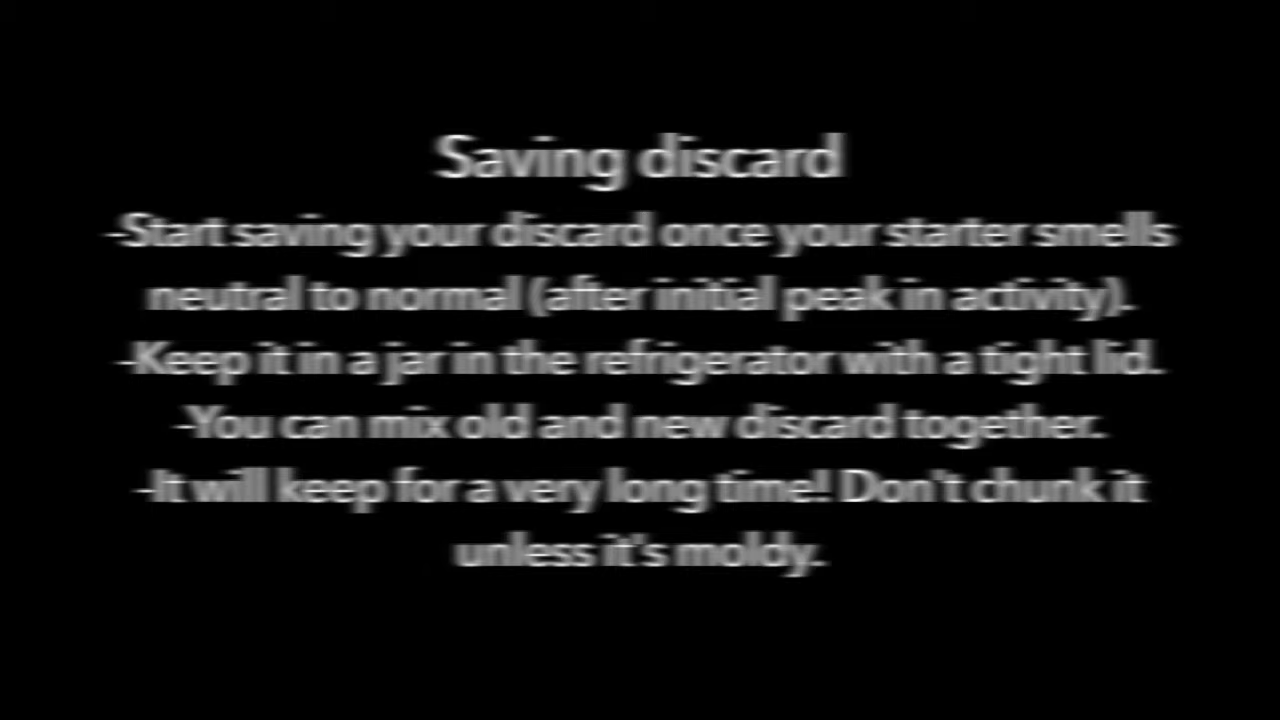 Saving discard
-Start saving your discard once your starter smells
neutral to normal (after initial peak in activity).
-Keep it in a jar in the refrigerator with a tight lid.
-You can mix old and new discard together.
-It will keep for a very long time! Don't chunk it
unless it's moldy.